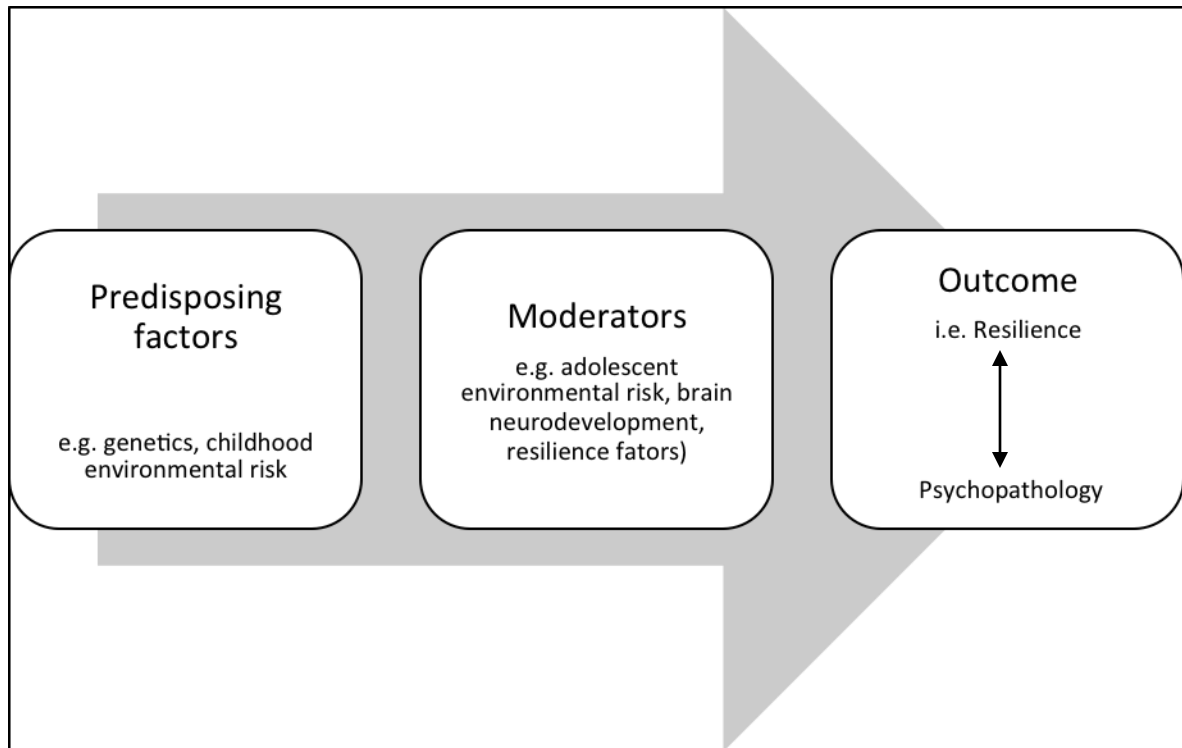 Predisposing
factors
e.g. genetics, childhood
environmental risk
Moderators
e.g. adolescent
environmental risk, brain
neurodevelopment,
resilience fators)
Outcome
i.e. Resilience
Psychopathology